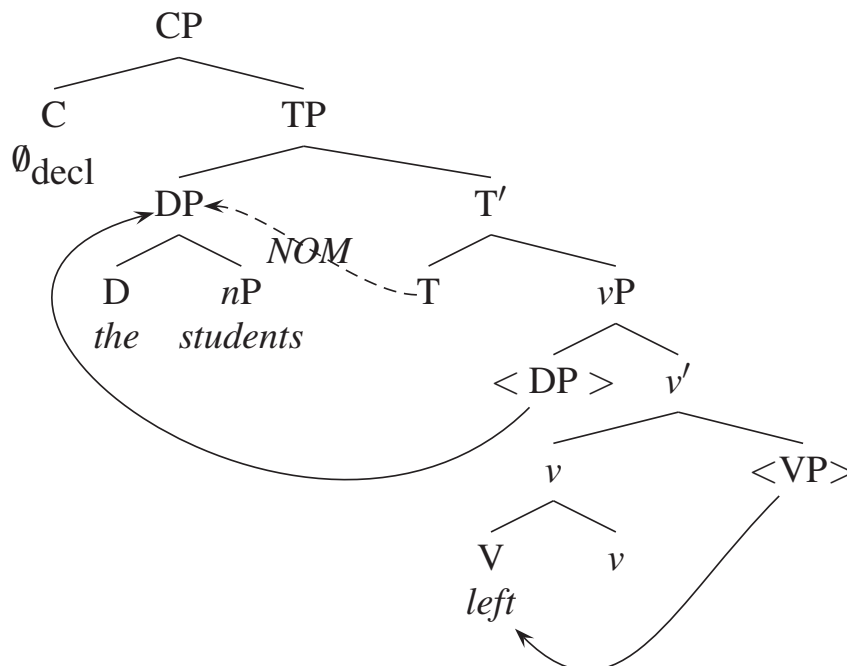 CP
C TP
∅decl
DP T′
NOM
D nP T vP
the students
< DP > v′
v <VP>
V v
left